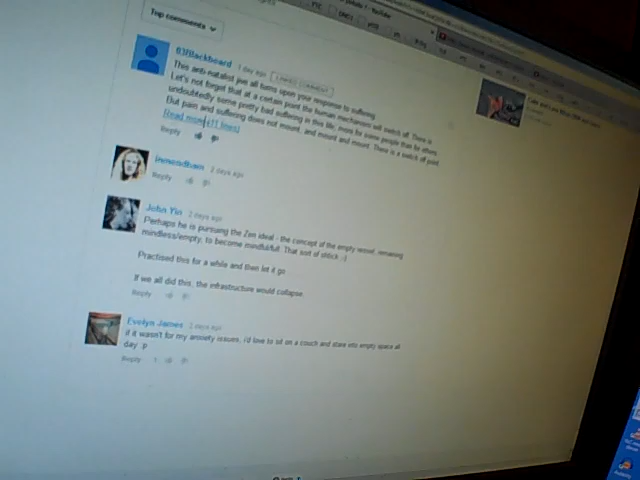 Top comments
83Blackboard 1 day ago LINKED COMMENT
This anti-natalist jive all turns upon your response to suffering.
Let's not forget that at a certain point the human mechanism will switch off. There is
undoubtedly some pretty bad suffering in this life, more for some people than for others.
But pain and suffering does not mount, and mount and mount. There is a switch off point.
Read more (11 lines)
Reply
Inmendham 2 days ago
Reply
John Yin 2 days ago
Perhaps he is pursuing the Zen ideal - the concept of the empty vessel, remaining
mindless/empty, to become mindful/full. That sort of shtick :-)
Practised this for a while and then let it go.
If we all did this, the infrastructure would collapse.
Reply
Evelyn James 2 days ago
if it wasn't for my anxiety issues, i'd love to sit on a couch and stare into empty space all
day :p
Reply 1